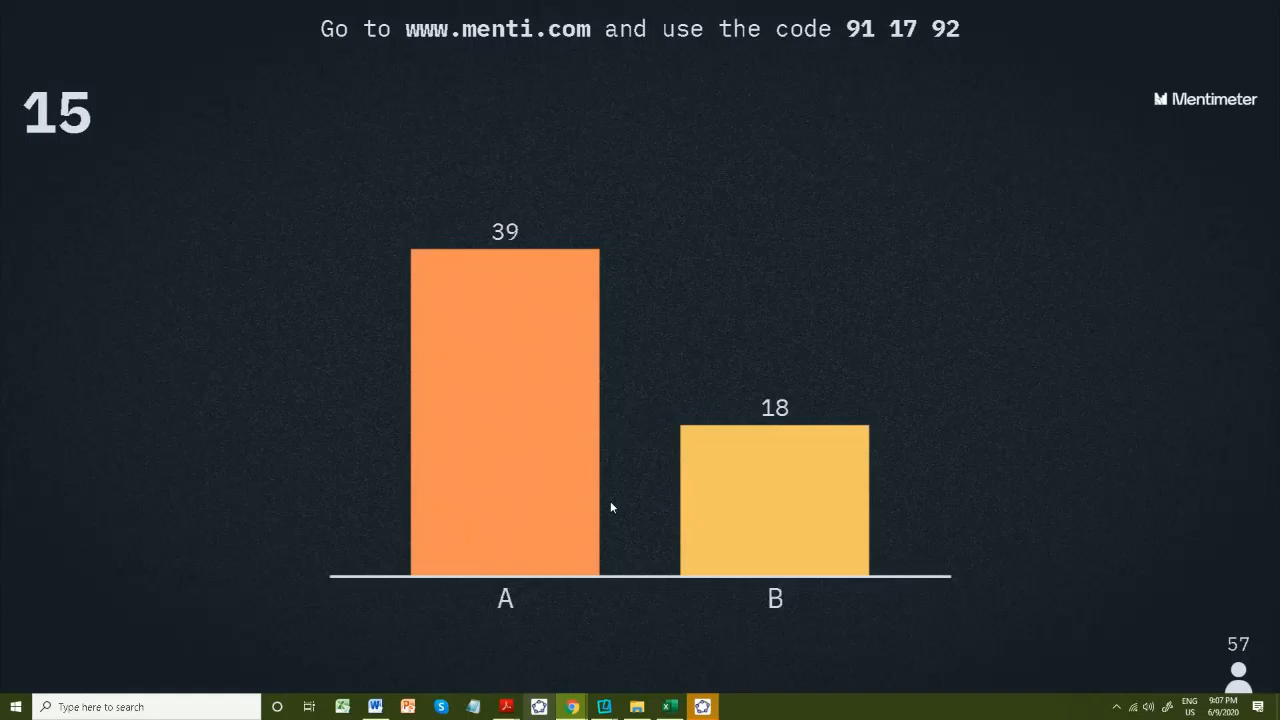 Go to www.menti.com and use the code 91 17 92
15
Mentimeter
39
18
A
B
57
Type here to search
ENG
US
9:07 PM
6/9/2020